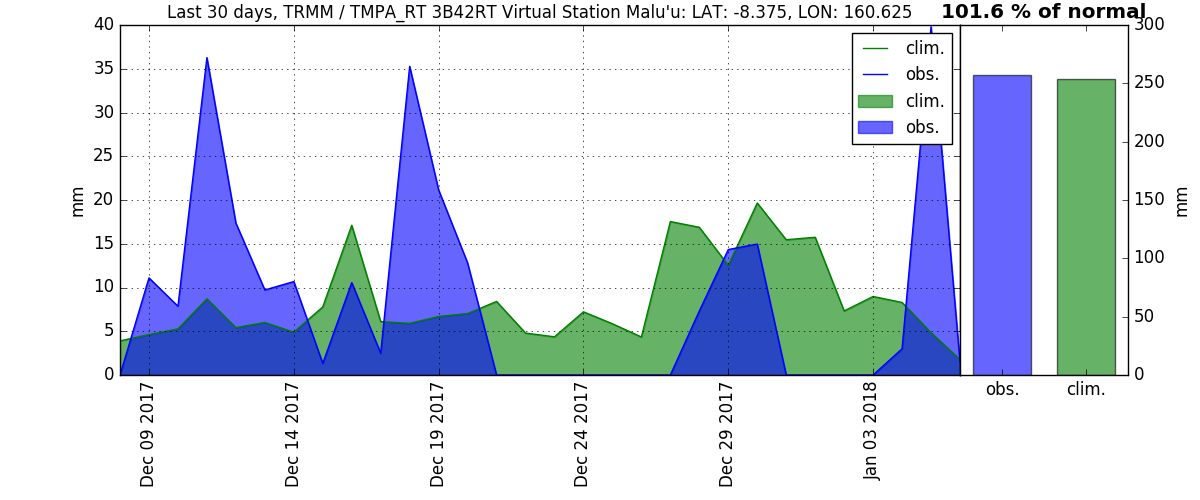 Last 30 days, TRMM / TMPA_RT 3B42RT Virtual Station Malu'u: LAT: -8.375, LON: 160.625
101.6 % of normal
mm
40
35
30
25
20
15
10
5
0
clim.
obs.
clim.
obs.
Dec 09 2017
Dec 14 2017
Dec 19 2017
Dec 24 2017
Dec 29 2017
Jan 03 2018
300
250
200
150
100
50
0
mm
obs. clim.